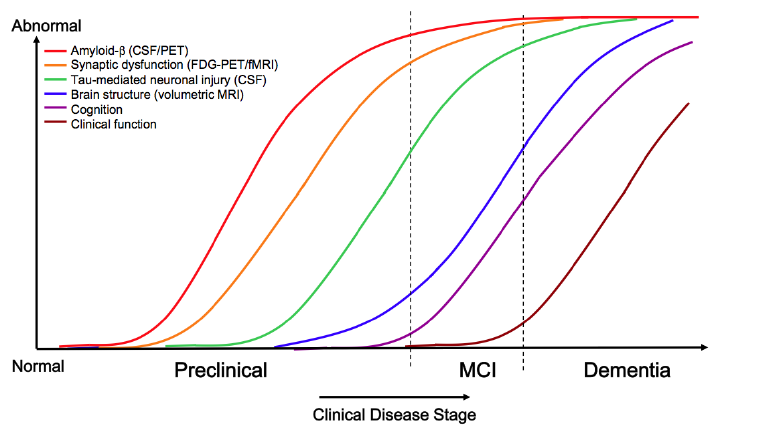 Abnormal
Amyloid-β (CSF/PET)
Synaptic dysfunction (FDG-PET/fMRI)
Tau-mediated neuronal injury (CSF)
Brain structure (volumetric MRI)
Cognition
Clinical function
Normal
Preclinical MCI Dementia
Clinical Disease Stage